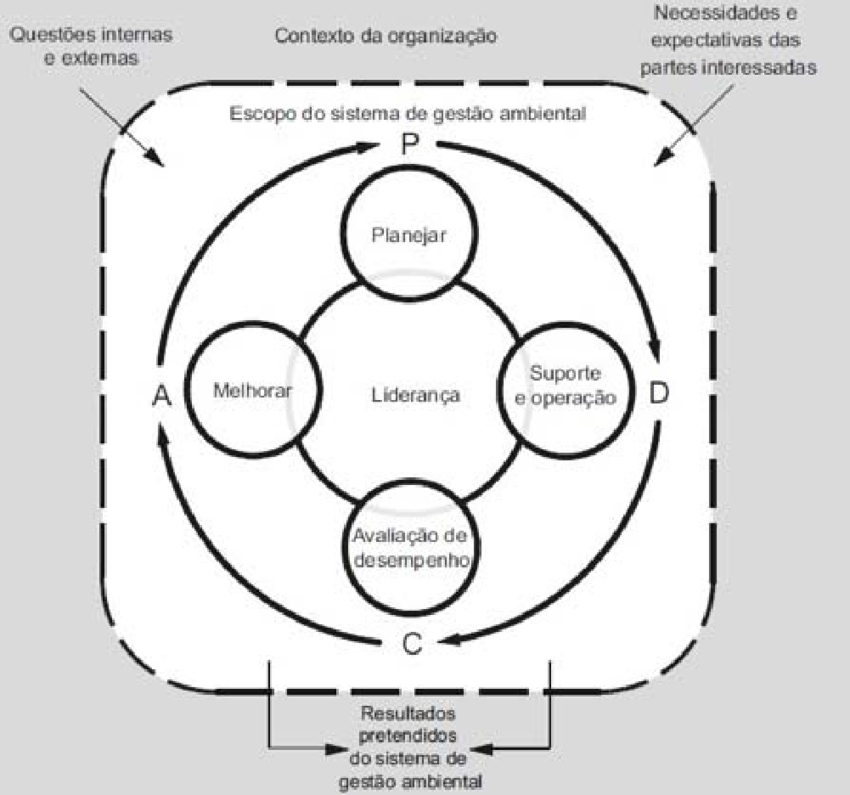 Questões internas
e externas
Contexto da organização
Necessidades e
expectativas das
partes interessadas
Escopo do sistema de gestão ambiental
P
Planejar
A
Melhorar
Liderança
Suporte
e operação
D
Avaliação de
desempenho
C
Resultados
pretendidos
do sistema de
gestão ambiental